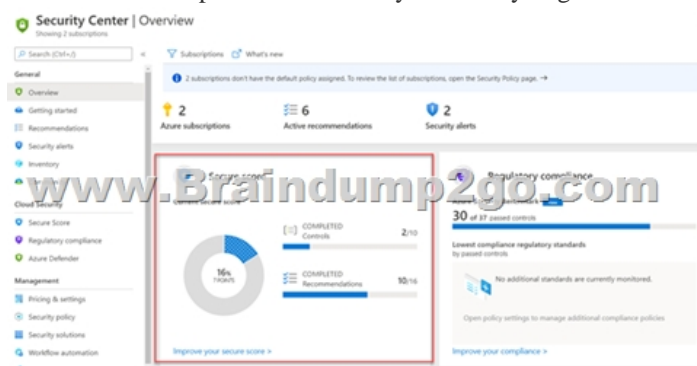 Security Center | Overview
Showing 2 subscriptions
Search (Ctrl+/)
Subscriptions
What's new
General
Overview
Getting started
Recommendations
Security alerts
Inventory
Cloud Security
Secure Score
Regulatory compliance
Azure Defender
Management
Pricing & settings
Security policy
Security solutions
Workflow automation
2 subscriptions don't have the default policy assigned. To review the list of subscriptions, open the Security Policy page. →
2
Azure subscriptions
6
Active recommendations
2
Security alerts
Secure score
16%
COMPLETED
Controls
2/10
COMPLETED
Recommendations
10/16
Improve your secure score >
Regulatory compliance
30 of 37 passed controls
Lowest compliance regulatory standards
by passed controls
No additional standards are currently monitored.
Open policy settings to manage additional compliance policies
Improve your compliance >
www.Braindump2go.com